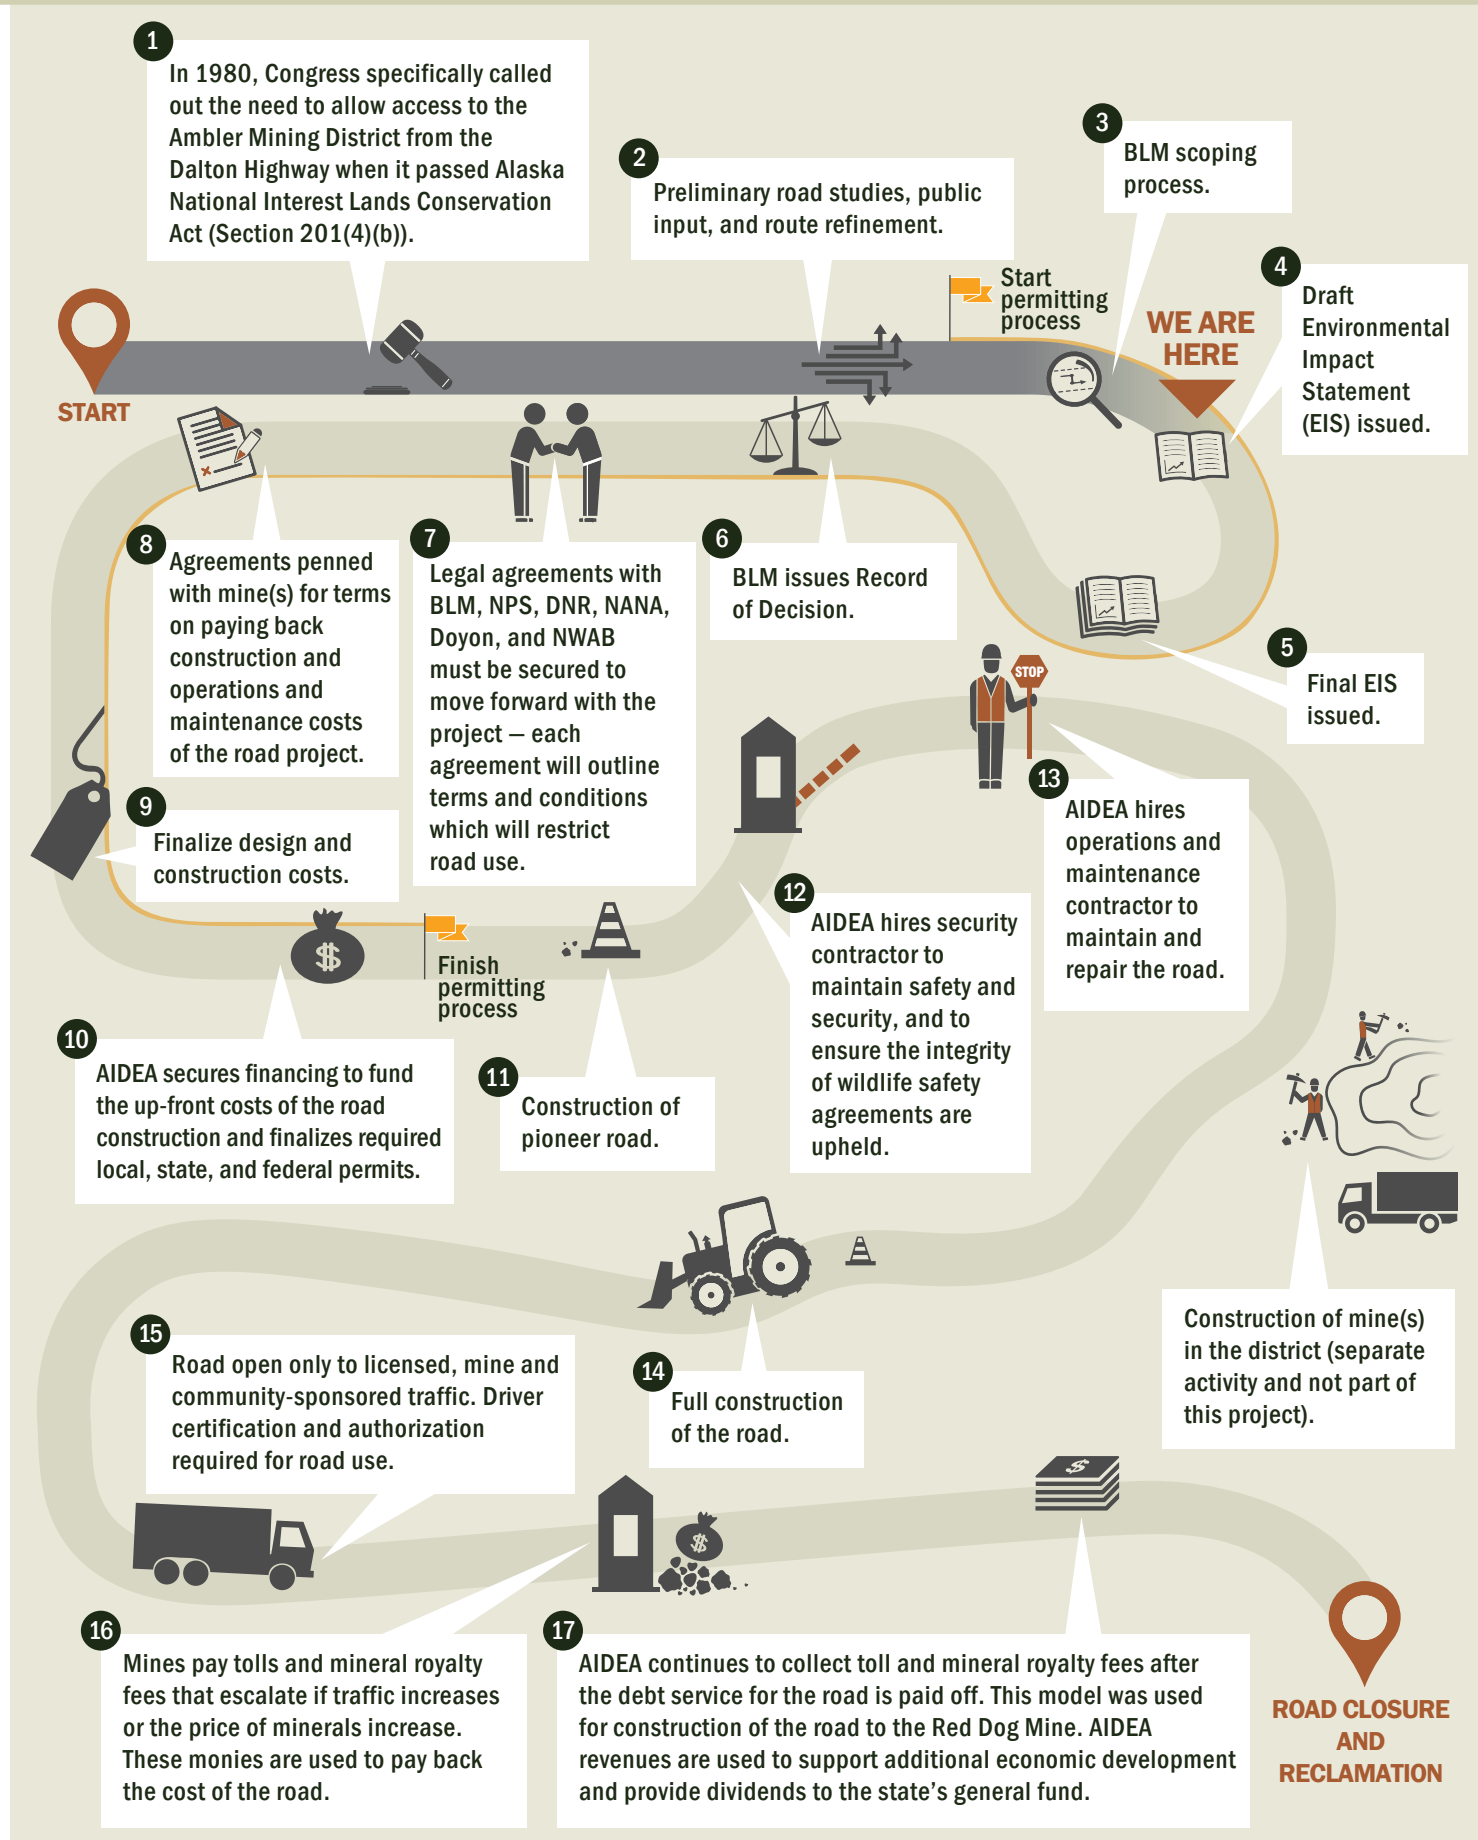 1
In 1980, Congress specifically called
out the need to allow access to the
Ambler Mining District from the
Dalton Highway when it passed Alaska
National Interest Lands Conservation
Act (Section 201(4)(b)).
2
Preliminary road studies, public
input, and route refinement.
3
BLM scoping
process.
4
Draft
Environmental
Impact
Statement
(EIS) issued.
Start
permitting
process
WE ARE
HERE
START
5
Final EIS
issued.
6
BLM issues Record
of Decision.
7
Legal agreements with
BLM, NPS, DNR, NANA,
Doyon, and NWAB
must be secured to
move forward with the
project — each
agreement will outline
terms and conditions
which will restrict
road use.
8
Agreements penned
with mine(s) for terms
on paying back
construction and
operations and
maintenance costs
of the road project.
9
Finalize design and
construction costs.
$
Finish
permitting
process
10
AIDEA secures financing to fund
the up-front costs of the road
construction and finalizes required
local, state, and federal permits.
11
Construction of
pioneer road.
12
AIDEA hires security
contractor to
maintain safety and
security, and to
ensure the integrity
of wildlife safety
agreements are
upheld.
STOP
13
AIDEA hires
operations and
maintenance
contractor to
maintain and
repair the road.
Construction of mine(s)
in the district (separate
activity and not part of
this project).
14
Full construction
of the road.
15
Road open only to licensed, mine and
community-sponsored traffic. Driver
certification and authorization
required for road use.
$
$
16
Mines pay tolls and mineral royalty
fees that escalate if traffic increases
or the price of minerals increase.
These monies are used to pay back
the cost of the road.
17
AIDEA continues to collect toll and mineral royalty fees after
the debt service for the road is paid off. This model was used
for construction of the road to the Red Dog Mine. AIDEA
revenues are used to support additional economic development
and provide dividends to the state's general fund.
ROAD CLOSURE
AND
RECLAMATION